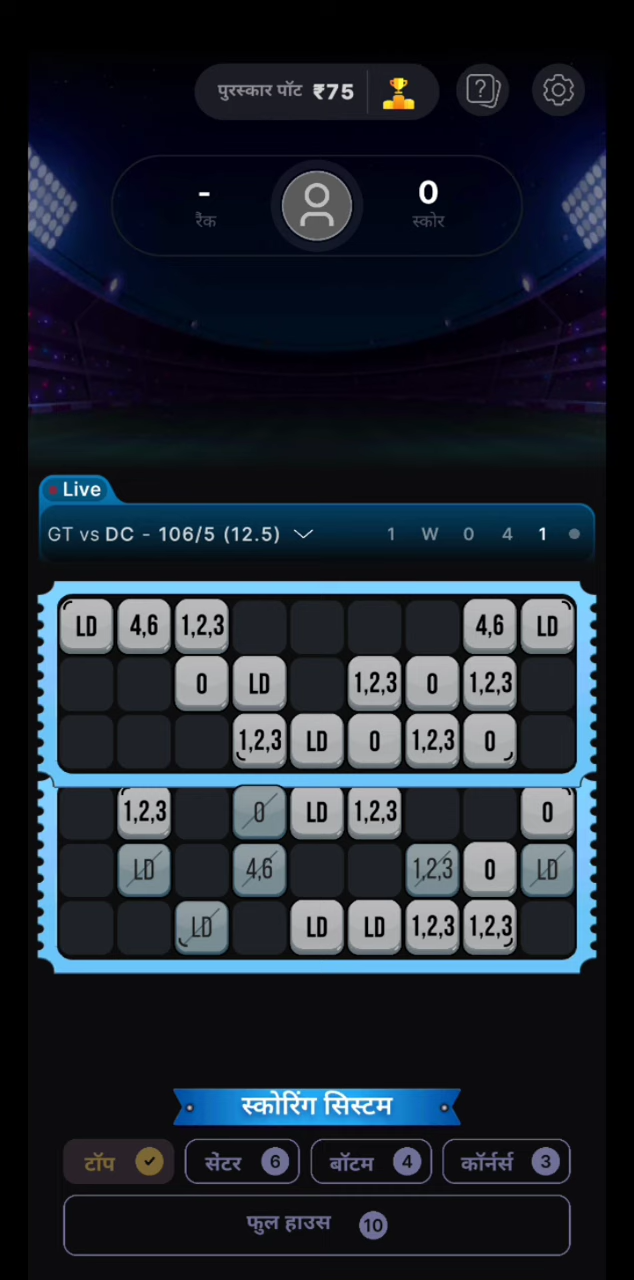 पुरस्कार पॉट ₹75
- 0
रैंक स्कोर
Live
GT vs DC - 106/5 (12.5) 1 W 0 4 1
LD 4,6 1,2,3 4,6 LD
0 LD 1,2,3 0 1,2,3
1,2,3 LD 0 1,2,3 0
1,2,3 0 LD 1,2,3 0
LD 4,6 1,2,3 0 LD
LD LD LD 1,2,3 1,2,3
स्कोरिंग सिस्टम
टॉप सेंटर 6 बॉटम 4 कॉर्नर्स 3
फुल हाउस 10